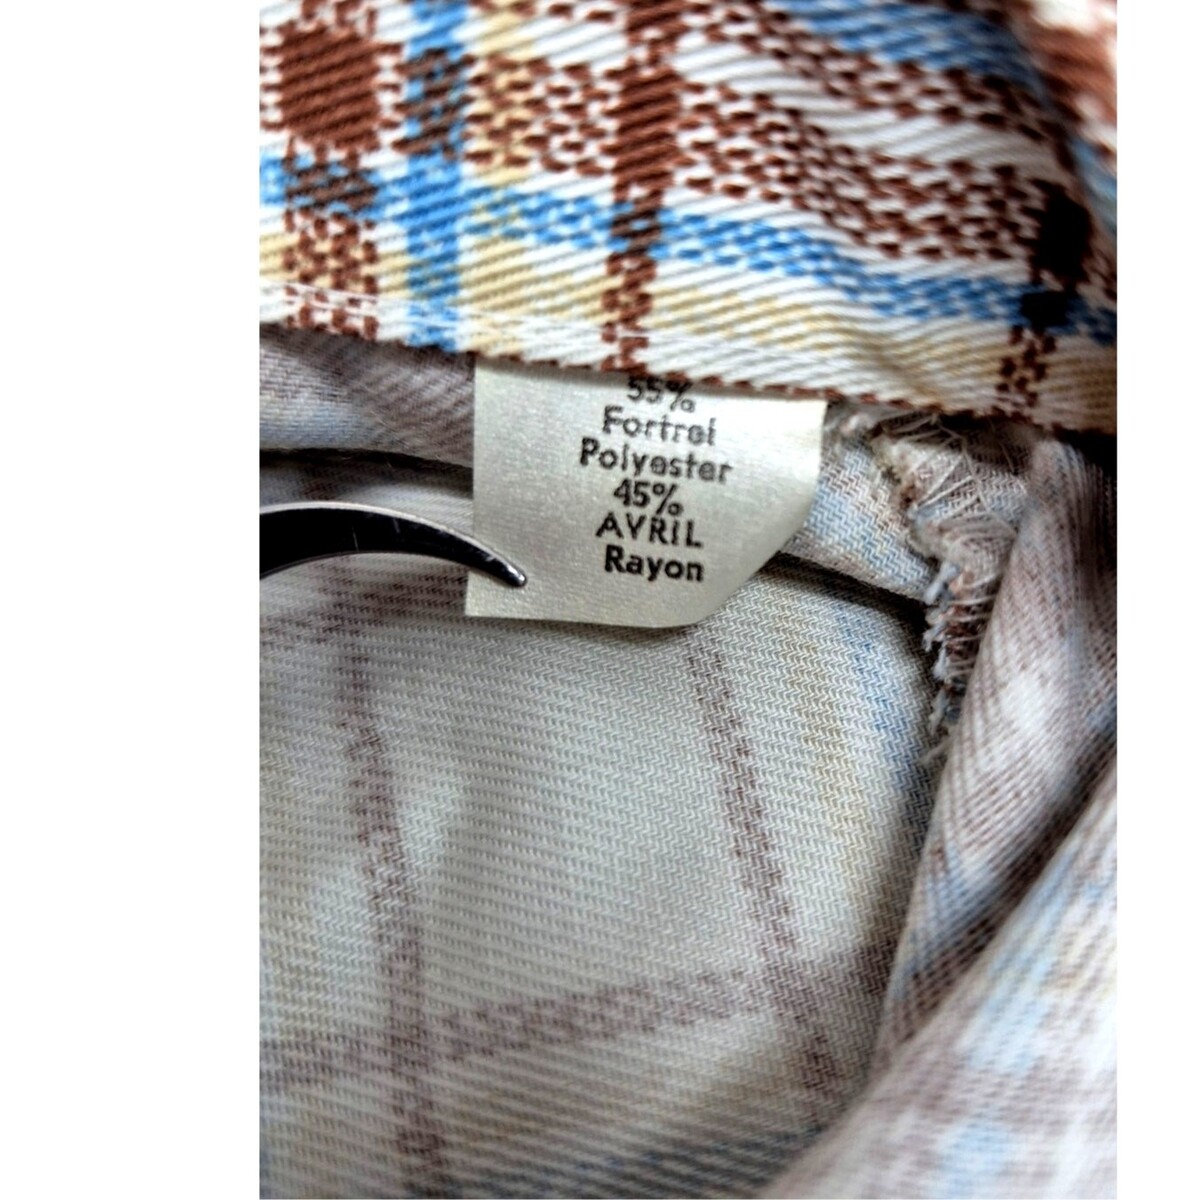 55%
Fortrel
Polyester
45%
AVRIL
Rayon